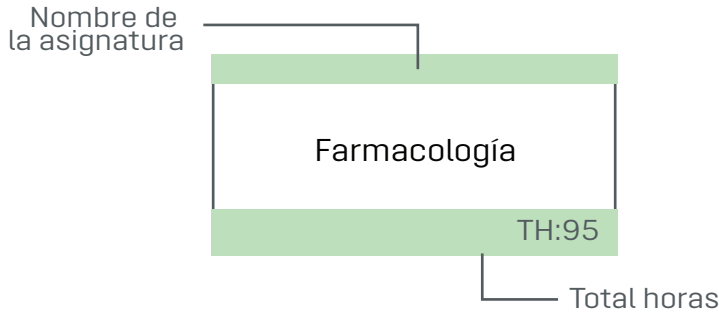 Nombre de
la asignatura
Farmacología
TH:95
Total horas